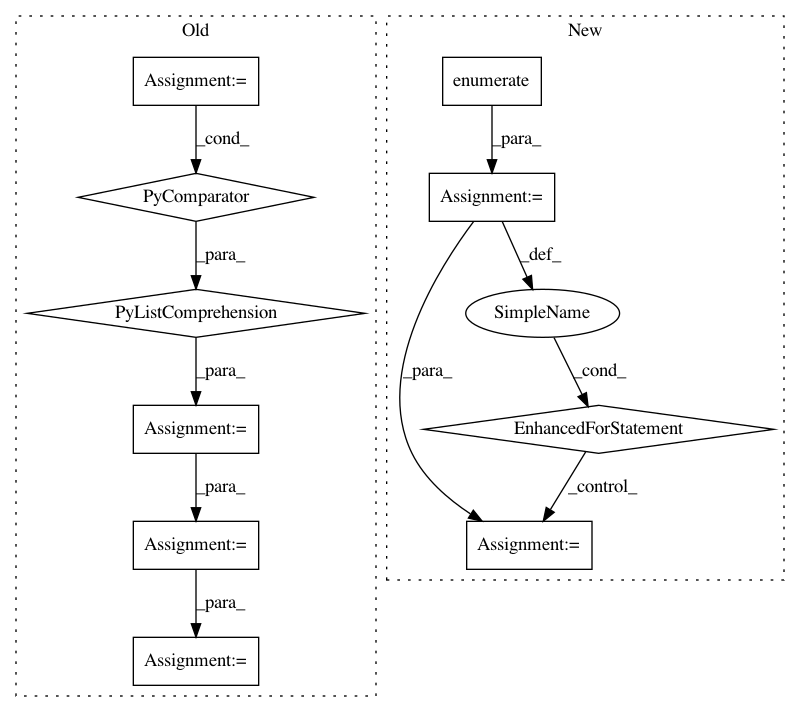 Old
Assignment:=
_cond_
PyComparator
_para_
PyListComprehension
_para_
Assignment:=
_para_
Assignment:=
_para_
Assignment:=
New
enumerate
_para_
Assignment:=
_def_
SimpleName
_para_
_cond_
EnhancedForStatement
_control_
Assignment:=